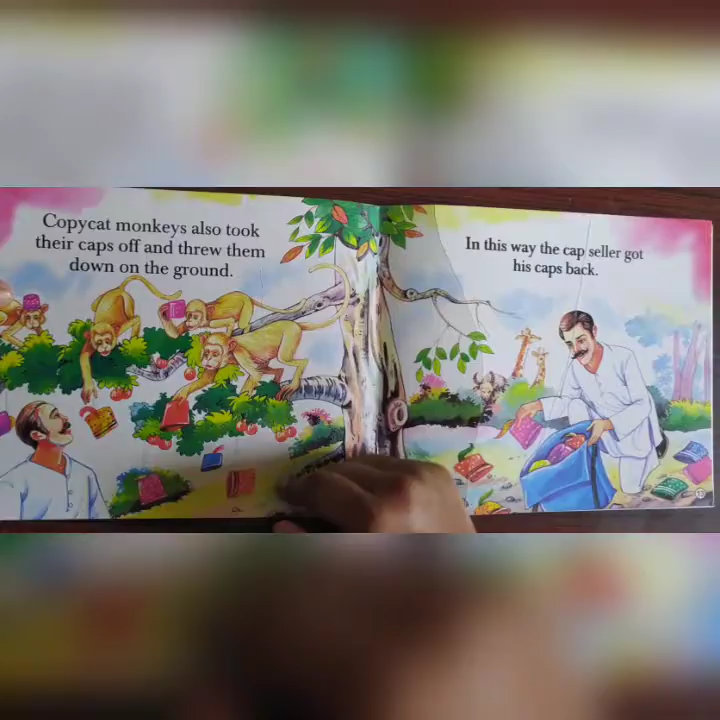 Copycat monkeys also took
their caps off and threw them
down on the ground.
In this way the cap seller got
his caps back.